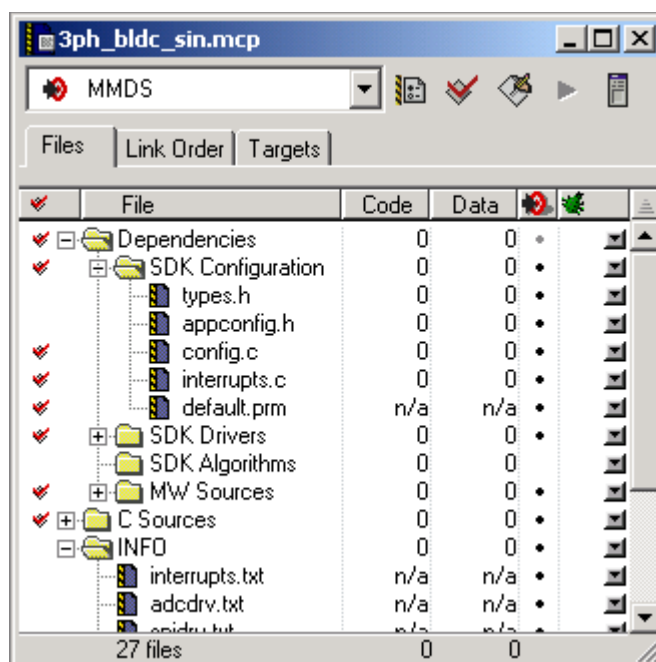 3ph_bldc_sin.mcp
MMDS
Files Link Order Targets
File Code Data
Dependencies 0 0
SDK Configuration 0 0
types.h 0 0
appconfig.h 0 0
config.c 0 0
interrupts.c 0 0
default.prm n/a n/a
SDK Drivers 0 0
SDK Algorithms 0 0
MW Sources 0 0
C Sources 0 0
INFO 0 0
interrupts.txt n/a n/a
adcdrv.txt n/a n/a
n/a n/a
27 files 0 0